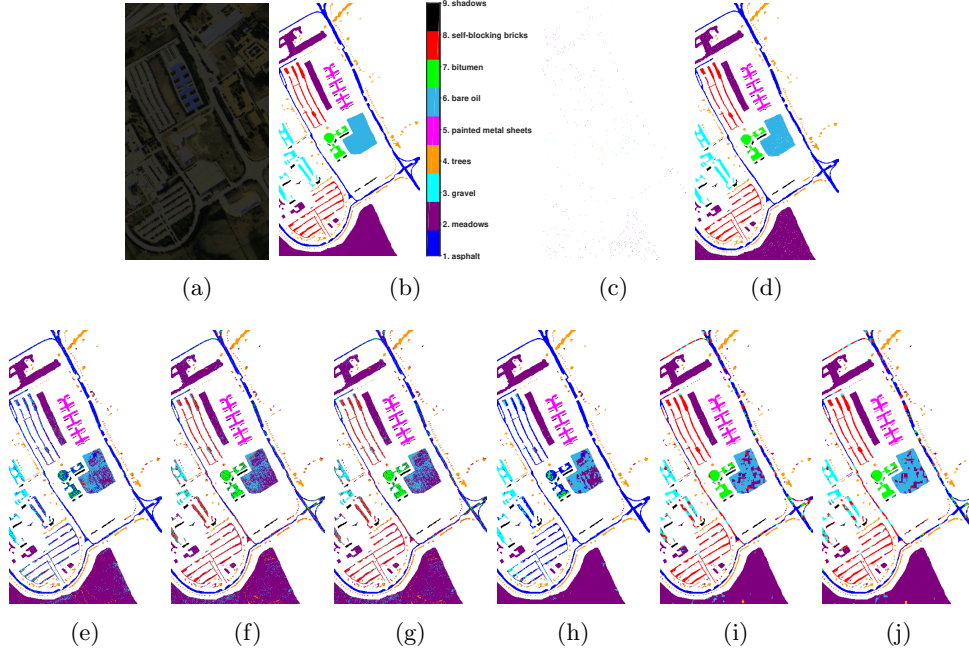 9. shadows
8. self-blocking bricks
7. bitumen
6. bare oil
5. painted metal sheets
4. trees
3. gravel
2. meadows
1. asphalt
(a)
(b)
(c)
(d)
(e)
(f)
(g)
(h)
(i)
(j)